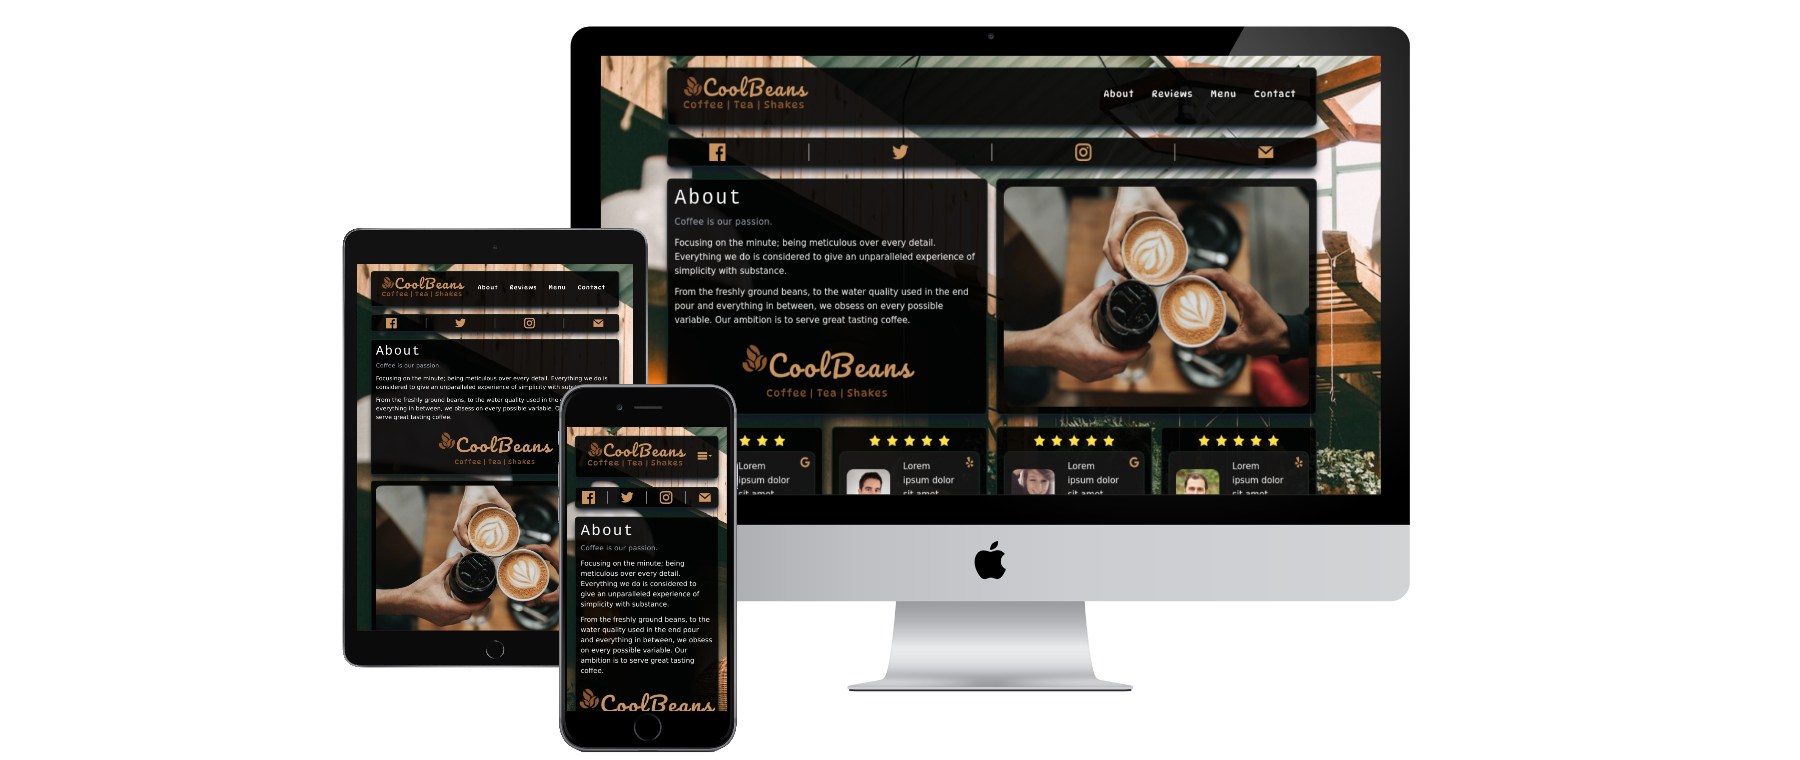 CoolBeans
Coffee | Tea | Shakes
About Reviews Menu Contact
About
Coffee is our passion.
Focusing on the minute; being meticulous over every detail.
Everything we do is considered to give an unparalleled experience of
simplicity with substance.
From the freshly ground beans, to the water quality used in the end
pour and everything in between, we obsess on every possible
variable. Our ambition is to serve great tasting coffee.
CoolBeans
Coffee | Tea | Shakes
Lorem
ipsum dolor
sit amet
Lorem
ipsum dolor
sit amet
Lorem
ipsum dolor
sit amet
Lorem
ipsum dolor
sit amet
CoolBeans
Coffee | Tea | Shakes
About Reviews Menu Contact
About
Coffee is our passion.
Focusing on the minute; being meticulous over every detail. Everything we do is
considered to give an unparalleled experience of simplicity with
From the freshly ground beans, to the water quality used in the
everything in between, we obsess on every possible variable.
serve great tasting coffee.
CoolBeans
Coffee | Tea | Shakes
CoolBeans
Coffee | Tea | Shakes
About
Coffee is our passion.
Focusing on the minute; being
meticulous over every detail.
Everything we do is considered to
give an unparalleled experience of
simplicity with substance.
From the freshly ground beans, to the
water quality used in the end pour
and everything in between, we obsess
on every possible variable. Our
ambition is to serve great tasting
coffee.
CoolBeans